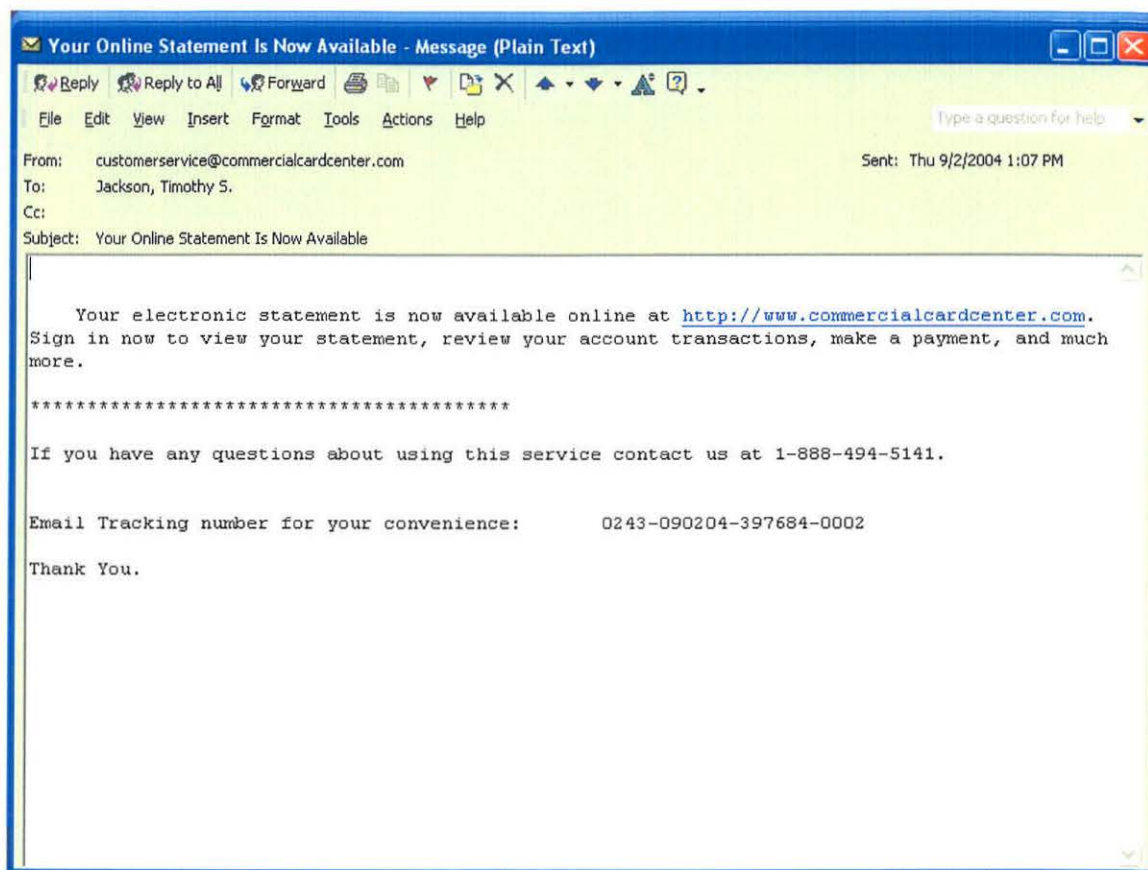 Your Online Statement Is Now Available - Message (Plain Text)
Reply Reply to All Forward
File Edit View Insert Format Tools Actions Help Type a question for help
From: customerservice@commercialcardcenter.com Sent: Thu 9/2/2004 1:07 PM
To: Jackson, Timothy S.
Cc:
Subject: Your Online Statement Is Now Available
Your electronic statement is now available online at http://www.commercialcardcenter.com.
Sign in now to view your statement, review your account transactions, make a payment, and much
more.
******************************************
If you have any questions about using this service contact us at 1-888-494-5141.
Email Tracking number for your convenience: 0243-090204-397684-0002
Thank You.